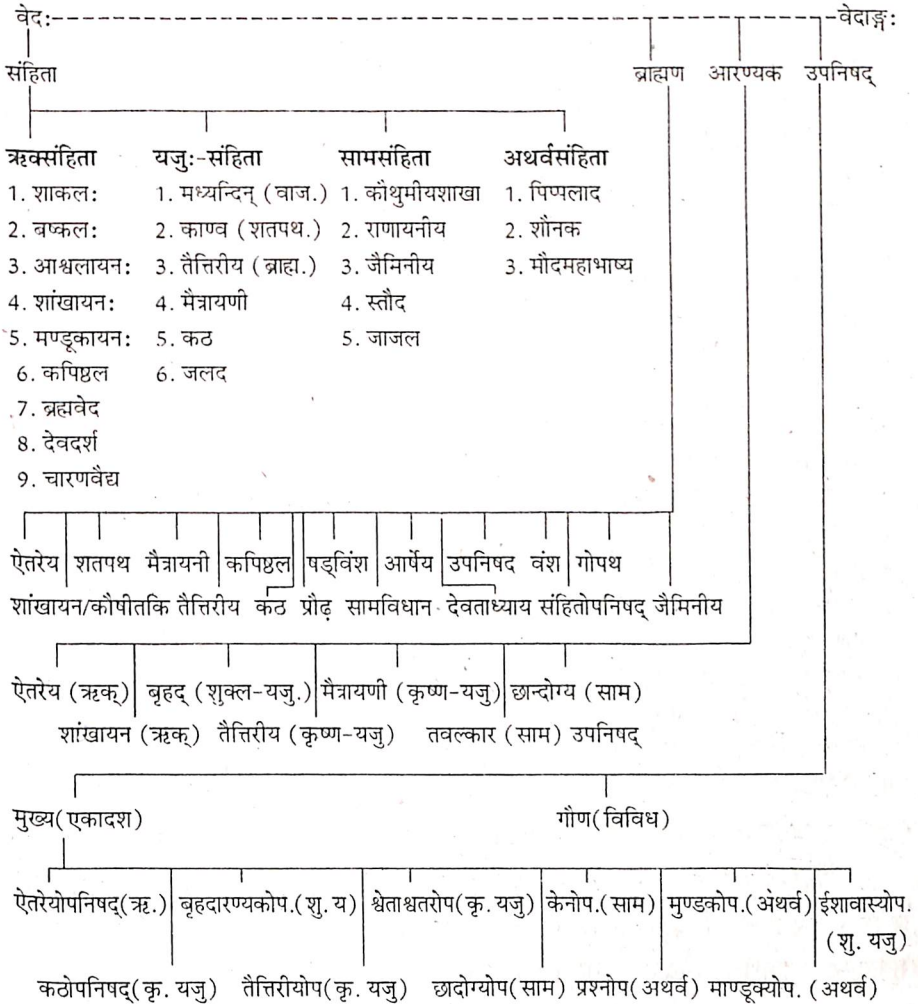 वेदः वेदाङ्गः
संहिता ब्राह्मण आरण्यक उपनिषद्
ऋक्संहिता यजुः-संहिता सामसंहिता अथर्वसंहिता
1. शाकलः 1. मध्यन्दिन् (वाज.) 1. कौथुमीयशाखा 1. पिप्पलाद
2. बष्कलः 2. काण्व (शतपथ.) 2. राणायनीय 2. शौनक
3. आश्वलायनः 3. तैत्तिरीय (ब्राह्म.) 3. जैमिनीय 3. मौदमहाभाष्य
4. शांखायनः 4. मैत्रायणी 4. स्तौद
5. मण्डूकायनः 5. कठ 5. जाजल
6. कपिष्ठल 6. जलद
7. ब्रह्मवेद
8. देवदर्श
9. चारणवैद्य
ऐतरेय शतपथ मैत्रायनी कपिष्ठल षड्विंश आर्षेय उपनिषद वंश गोपथ
शांखायन/कौषीतकि तैत्तिरीय कठ प्रौढ़ सामविधान देवताध्याय संहितोपनिषद् जैमिनीय
ऐतरेय (ऋक्) बृहद् (शुक्ल-यजु.) मैत्रायणी (कृष्ण-यजु) छान्दोग्य (साम)
शांखायन (ऋक्) तैत्तिरीय (कृष्ण-यजु) तवल्कार (साम) उपनिषद्
मुख्य(एकादश) गौण(विविध)
ऐतरेयोपनिषद्(ऋ.) बृहदारण्यकोप.(शु.य) श्वेताश्वतरोप(कृ.यजु) केनोप.(साम) मुण्डकोप.(अथर्व) ईशावास्योप.
(शु. यजु)
कठोपनिषद्(कृ. यजु) तैत्तिरीयोप(कृ. यजु) छादोग्योप(साम) प्रश्नोप(अथर्व) माण्डूक्योप. (अथर्व)